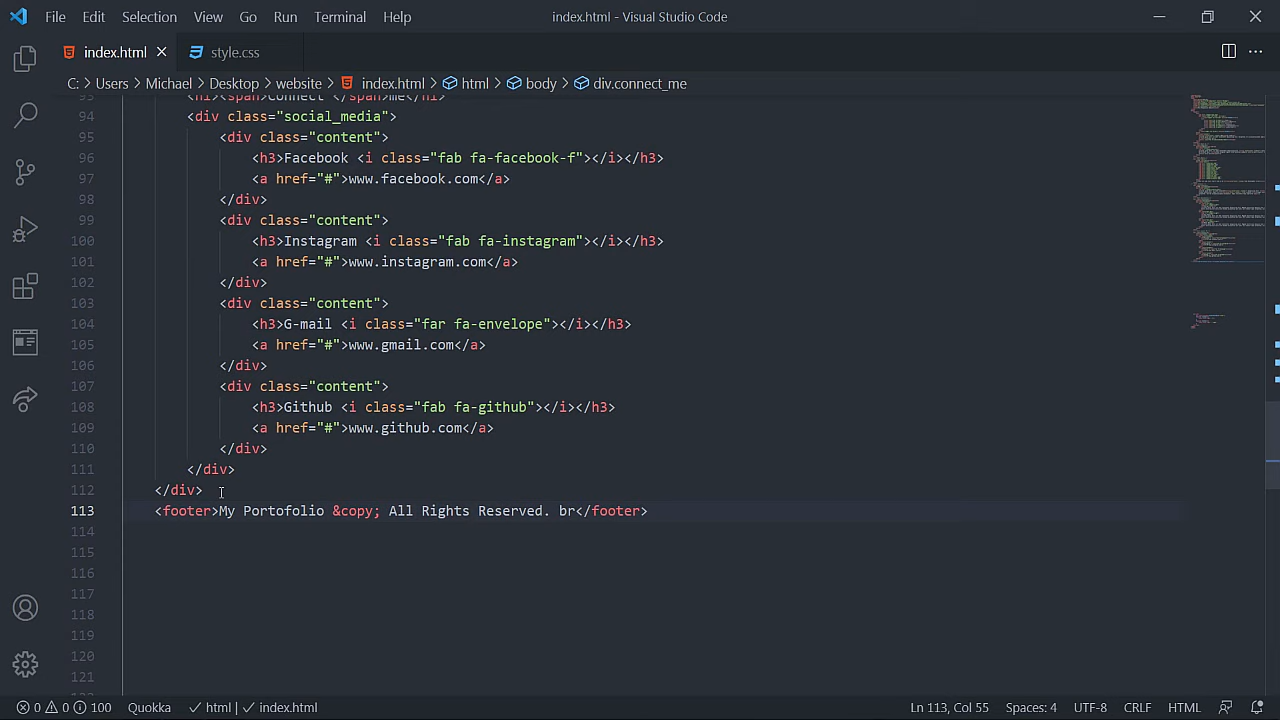 File Edit Selection View Go Run Terminal Help index.html - Visual Studio Code
index.html style.css
C: > Users > Michael > Desktop > website > index.html > html > body > div.connect_me
93 <h1><span>Connect </span>me</h1>
94 <div class="social_media">
95 <div class="content">
96 <h3>Facebook <i class="fab fa-facebook-f"></i></h3>
97 <a href="#">www.facebook.com</a>
98 </div>
99 <div class="content">
100 <h3>Instagram <i class="fab fa-instagram"></i></h3>
101 <a href="#">www.instagram.com</a>
102 </div>
103 <div class="content">
104 <h3>G-mail <i class="far fa-envelope"></i></h3>
105 <a href="#">www.gmail.com</a>
106 </div>
107 <div class="content">
108 <h3>Github <i class="fab fa-github"></i></h3>
109 <a href="#">www.github.com</a>
110 </div>
111 </div>
112 </div>
113 <footer>My Portofolio &copy; All Rights Reserved. br</footer>
114
115
116
117
118
119
120
121
0 0 100 Quokka html | index.html Ln 113, Col 55 Spaces: 4 UTF-8 CRLF HTML